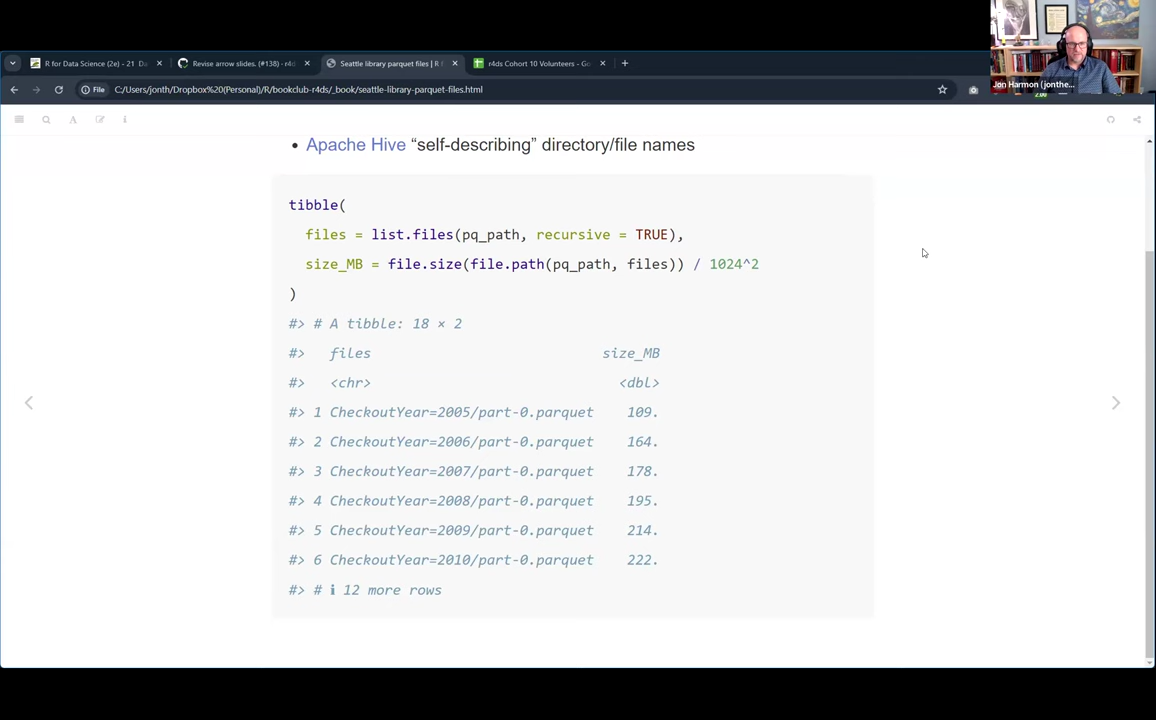 R for Data Science (2e) - 21 Da
Revise arrow slides. (#138) · r4d
Seattle library parquet files | R f
r4ds Cohort 10 Volunteers - Go
File
C:/Users/jonth/Dropbox%20(Personal)/R/bookclub-r4ds/_book/seattle-library-parquet-files.html
Jon Harmon (jonthe...
• Apache Hive “self-describing” directory/file names
tibble(
files = list.files(pq_path, recursive = TRUE),
size_MB = file.size(file.path(pq_path, files)) / 1024^2
)
#> # A tibble: 18 × 2
#> files size_MB
#> <chr> <dbl>
#> 1 CheckoutYear=2005/part-0.parquet 109.
#> 2 CheckoutYear=2006/part-0.parquet 164.
#> 3 CheckoutYear=2007/part-0.parquet 178.
#> 4 CheckoutYear=2008/part-0.parquet 195.
#> 5 CheckoutYear=2009/part-0.parquet 214.
#> 6 CheckoutYear=2010/part-0.parquet 222.
#> # ℹ 12 more rows